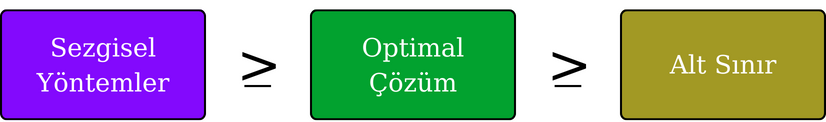 Sezgisel
Yöntemler
≥
Optimal
Çözüm
≥
Alt Sınır